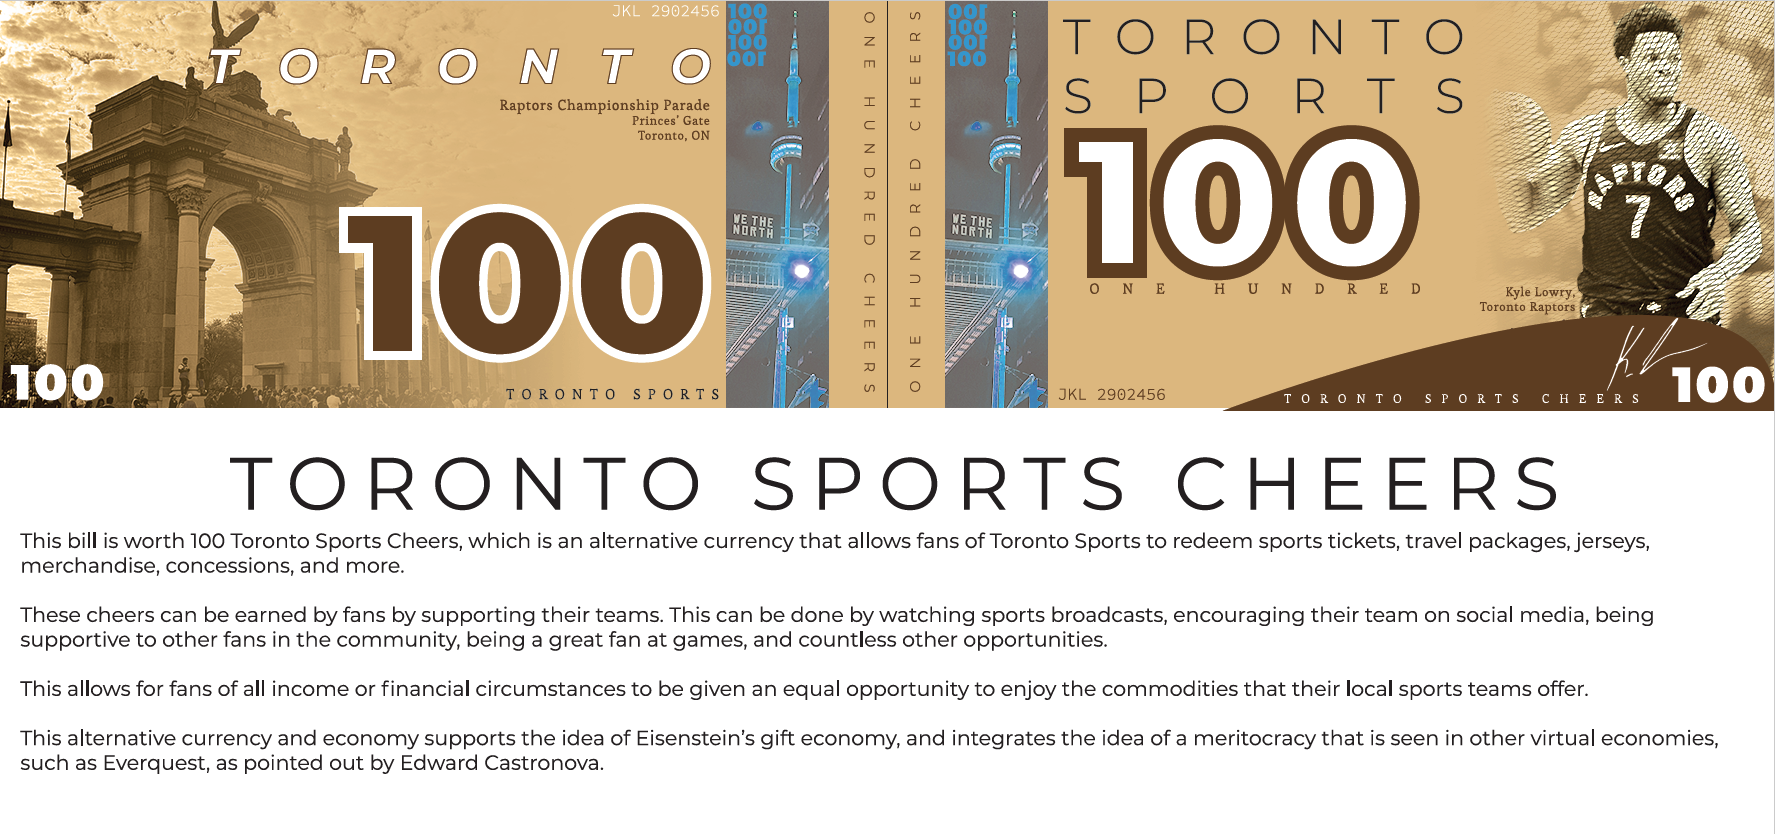 JKL 2902456
TORONTO
Raptors Championship Parade
Princes' Gate
Toronto, ON
100
100
TORONTO SPORTS
100
100
100
100
WE THE
NORTH
ONE HUNDRED CHEERS
ONE HUNDRED CHEERS
100
100
100
100
WE THE
NORTH
TORONTO
SPORTS
100
ONE HUNDRED
RAPTORS
7
Kyle Lowry,
Toronto Raptors
JKL 2902456
TORONTO SPORTS CHEERS
100
TORONTO SPORTS CHEERS
This bill is worth 100 Toronto Sports Cheers, which is an alternative currency that allows fans of Toronto Sports to redeem sports tickets, travel packages, jerseys,
merchandise, concessions, and more.
These cheers can be earned by fans by supporting their teams. This can be done by watching sports broadcasts, encouraging their team on social media, being
supportive to other fans in the community, being a great fan at games, and countless other opportunities.
This allows for fans of all income or financial circumstances to be given an equal opportunity to enjoy the commodities that their local sports teams offer.
This alternative currency and economy supports the idea of Eisenstein's gift economy, and integrates the idea of a meritocracy that is seen in other virtual economies,
such as Everquest, as pointed out by Edward Castronova.